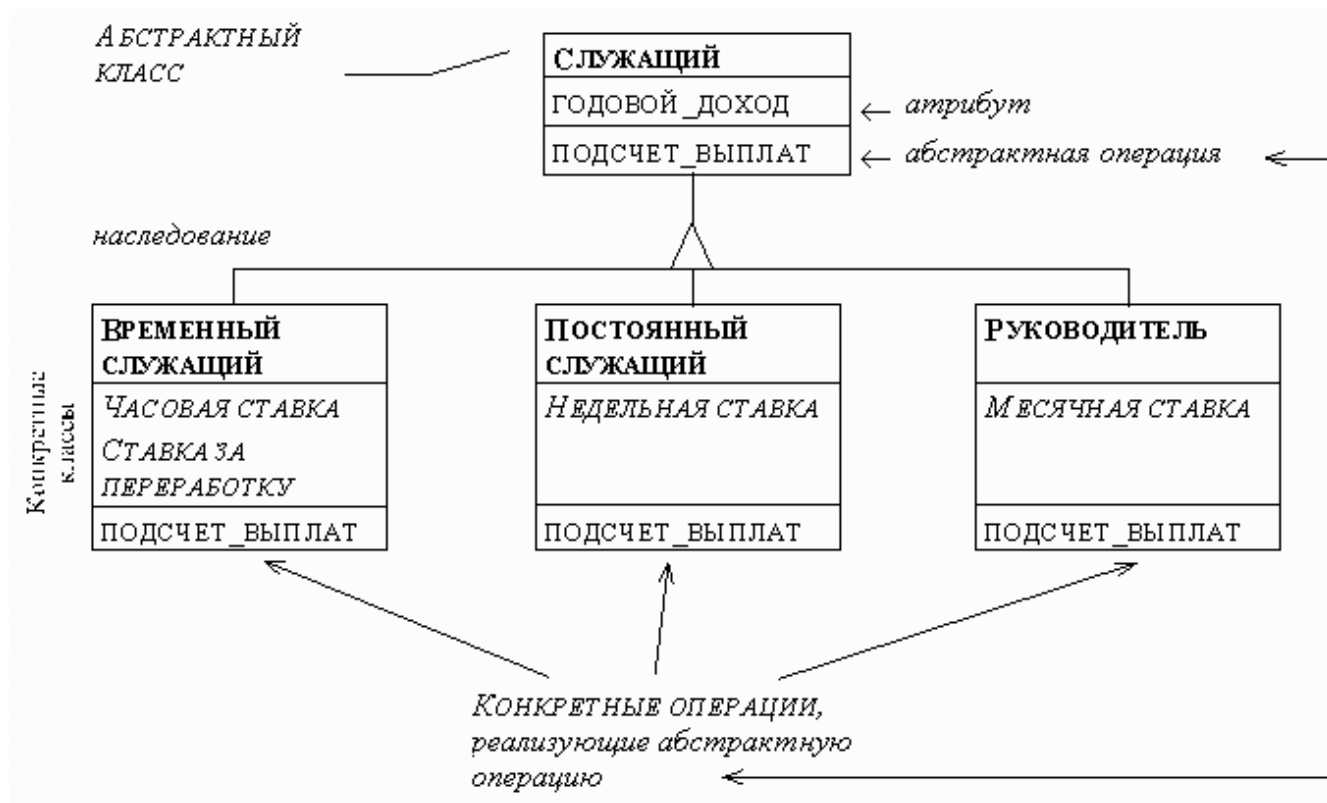 АБСТРАКТНЫЙ
КЛАСС
СЛУЖАЩИЙ
ГОДОВОЙ_ДОХОД
← атрибут
ПОДСЧЕТ_ВЫПЛАТ
← абстрактная операция
наследование
Конкретные
классы
ВРЕМЕННЫЙ
СЛУЖАЩИЙ
ЧАСОВАЯ СТАВКА
СТАВКА ЗА
ПЕРЕРАБОТКУ
ПОДСЧЕТ_ВЫПЛАТ
ПОСТОЯННЫЙ
СЛУЖАЩИЙ
НЕДЕЛЬНАЯ СТАВКА
ПОДСЧЕТ_ВЫПЛАТ
РУКОВОДИТЕЛЬ
МЕСЯЧНАЯ СТАВКА
ПОДСЧЕТ_ВЫПЛАТ
КОНКРЕТНЫЕ ОПЕРАЦИИ,
реализующие абстрактную
операцию